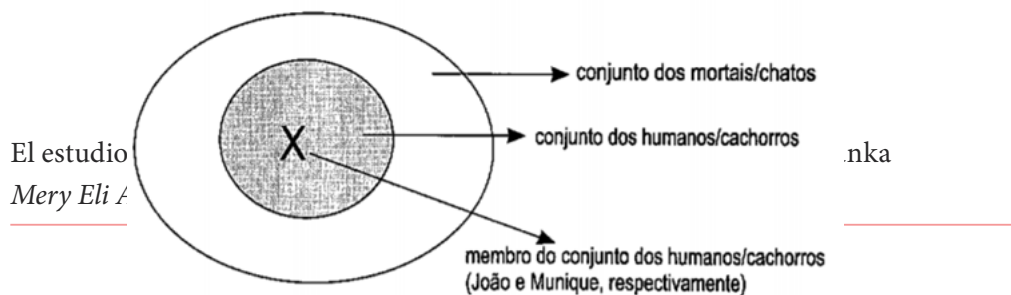 conjunto dos mortais/chatos
conjunto dos humanos/cachorros
El estudio
Mery Eli
X
membro do conjunto dos humanos/cachorros
(João e Munique, respectivamente)